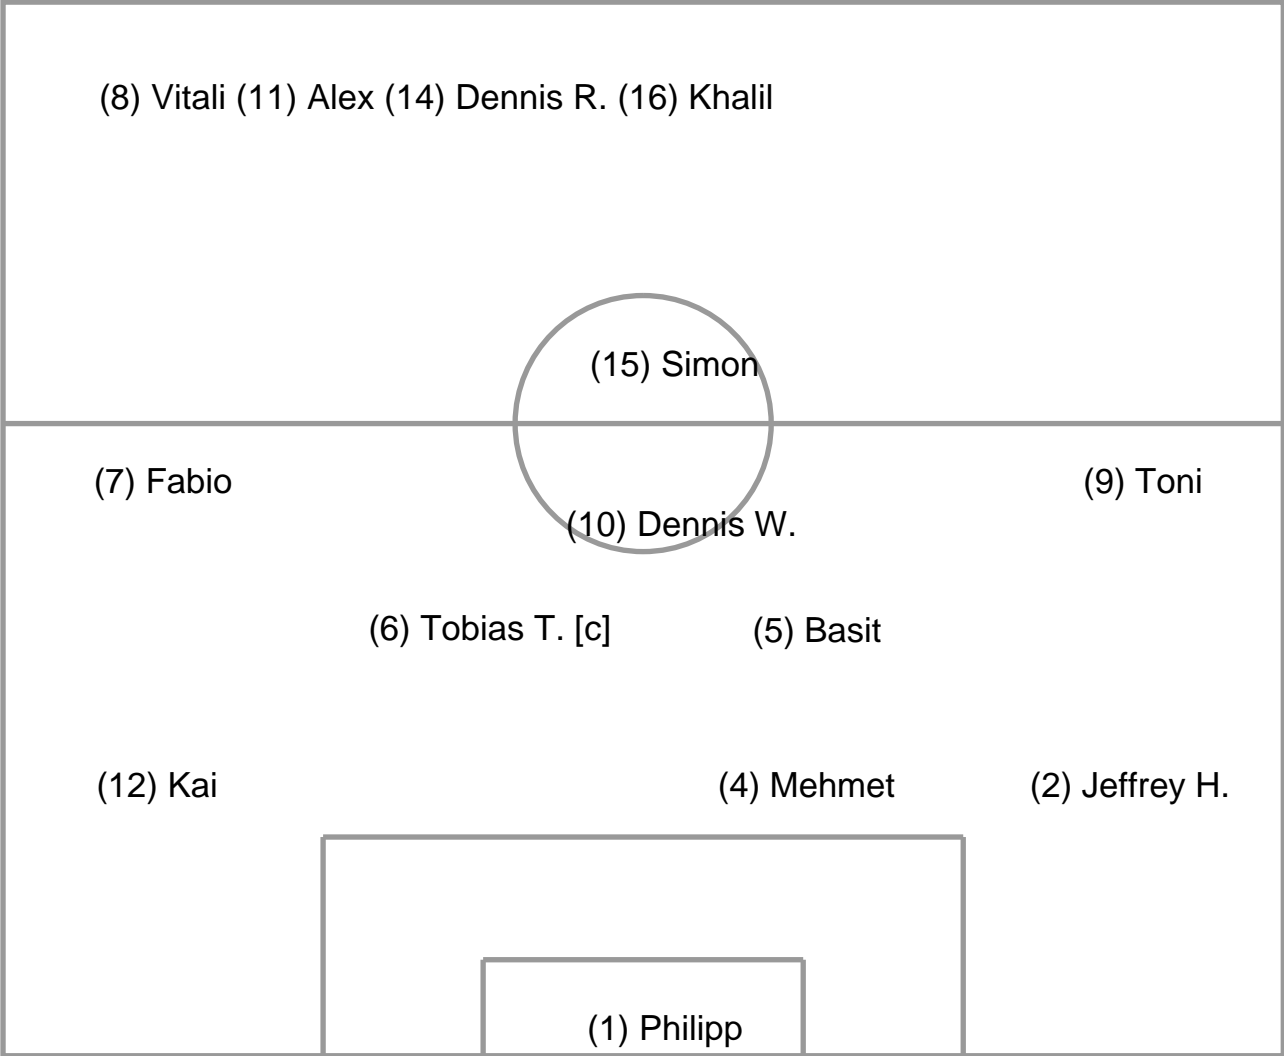 (8) Vitali (11) Alex (14) Dennis R. (16) Khalil
(15) Simon
(7) Fabio
(9) Toni
(10) Dennis W.
(6) Tobias T. [c]
(5) Basit
(12) Kai
(4) Mehmet
(2) Jeffrey H.
(1) Philipp